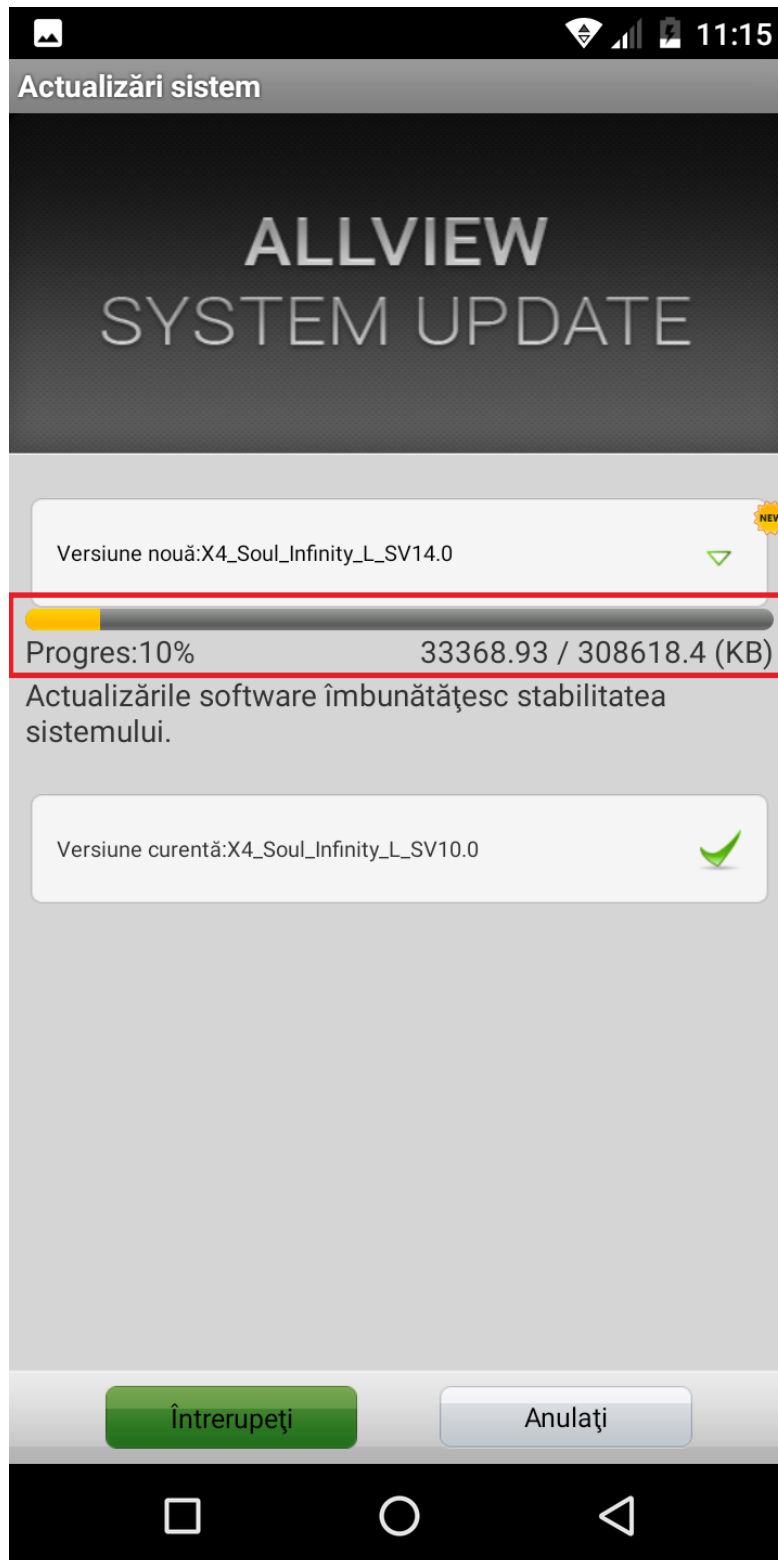 11:15
Actualizări sistem
ALLVIEW
SYSTEM UPDATE
NEW
Versiune nouă:X4_Soul_Infinity_L_SV14.0
Progres:10% 33368.93 / 308618.4 (KB)
Actualizările software îmbunătăţesc stabilitatea
sistemului.
Versiune curentă:X4_Soul_Infinity_L_SV10.0
Întrerupeţi Anulaţi